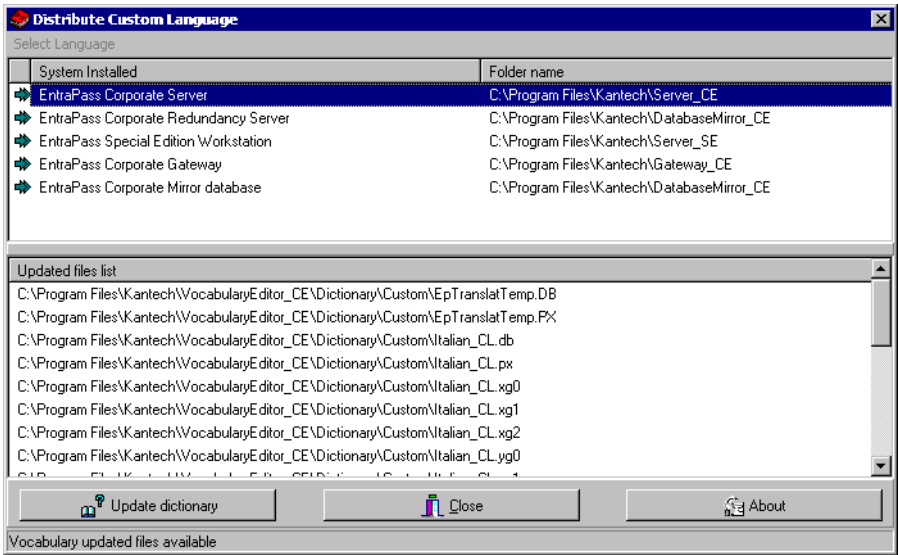 Distribute Custom Language
Select Language
System Installed Folder name
EntraPass Corporate Server C:\Program Files\Kantech\Server_CE
EntraPass Corporate Redundancy Server C:\Program Files\Kantech\DatabaseMirror_CE
EntraPass Special Edition Workstation C:\Program Files\Kantech\Server_SE
EntraPass Corporate Gateway C:\Program Files\Kantech\Gateway_CE
EntraPass Corporate Mirror database C:\Program Files\Kantech\DatabaseMirror_CE
Updated files list
C:\Program Files\Kantech\VocabularyEditor_CE\Dictionary\Custom\EpTranslatTemp.DB
C:\Program Files\Kantech\VocabularyEditor_CE\Dictionary\Custom\EpTranslatTemp.PX
C:\Program Files\Kantech\VocabularyEditor_CE\Dictionary\Custom\Italian_CL.db
C:\Program Files\Kantech\VocabularyEditor_CE\Dictionary\Custom\Italian_CL.px
C:\Program Files\Kantech\VocabularyEditor_CE\Dictionary\Custom\Italian_CL.xg0
C:\Program Files\Kantech\VocabularyEditor_CE\Dictionary\Custom\Italian_CL.xg1
C:\Program Files\Kantech\VocabularyEditor_CE\Dictionary\Custom\Italian_CL.xg2
C:\Program Files\Kantech\VocabularyEditor_CE\Dictionary\Custom\Italian_CL.yg0
Update dictionary Close About
Vocabulary updated files available